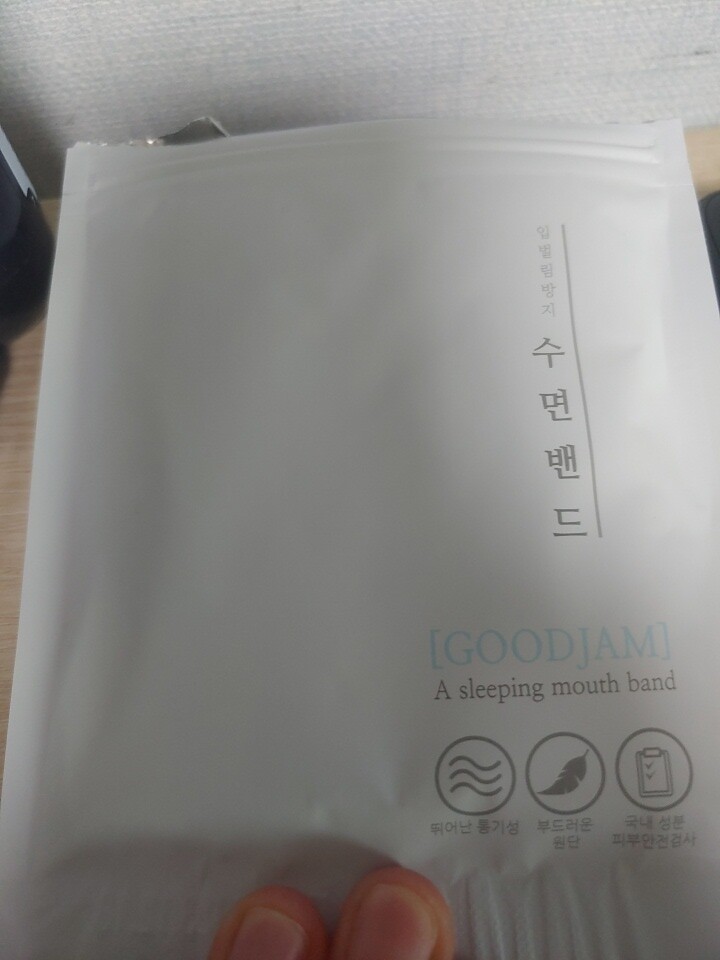 입벌림방지
수면밴드
[GOODJAM]
A sleeping mouth band
뛰어난 통기성
부드러운
원단
국내 성분
피부안전검사